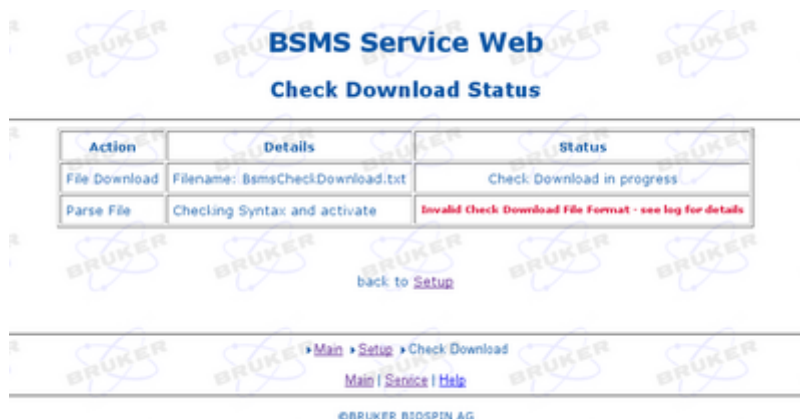 BSMS Service Web
Check Download Status
Action Details Status
File Download Filename: BsmsCheckDownload.txt Check Download in progress
Parse File Checking Syntax and activate Invalid Check Download File Format - see log for details
back to Setup
Main Setup Check Download
Main | Service | Help
©BRUKER BIOSPIN AG